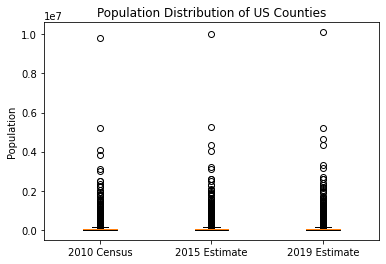 Population Distribution of US Counties
1e7
1.0
0.8
0.6
0.4
0.2
0.0
Population
2010 Census
2015 Estimate
2019 Estimate